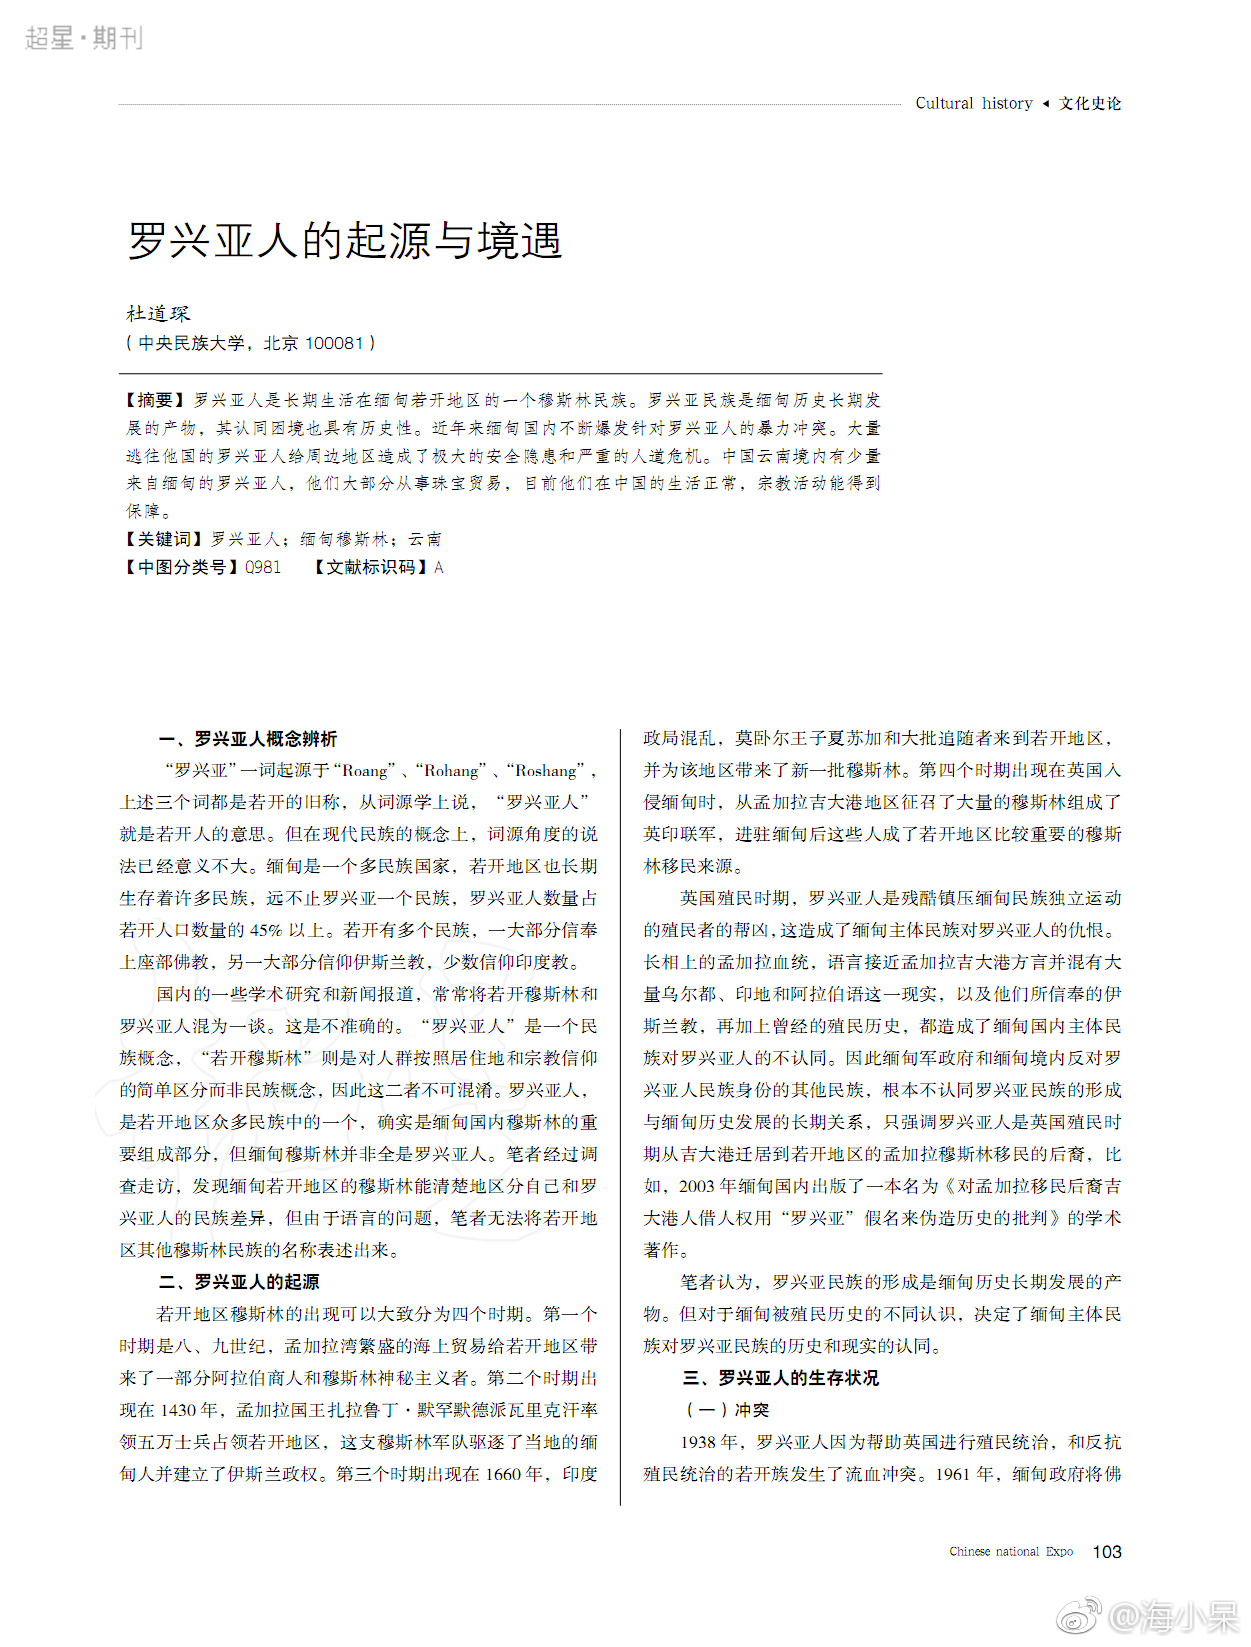 超星·期刊
Cultural history ◂ 文化史论
罗兴亚人的起源与境遇
杜道琛
（中央民族大学，北京 100081）
【摘要】罗兴亚人是长期生活在缅甸若开地区的一个穆斯林民族。罗兴亚民族是缅甸历史长期发
展的产物，其认同困境也具有历史性。近年来缅甸国内不断爆发针对罗兴亚人的暴力冲突。大量
逃往他国的罗兴亚人给周边地区造成了极大的安全隐患和严重的人道危机。中国云南境内有少量
来自缅甸的罗兴亚人，他们大部分从事珠宝贸易，目前他们在中国的生活正常，宗教活动能得到
保障。
【关键词】罗兴亚人；缅甸穆斯林；云南
【中图分类号】Q981 【文献标识码】A
一、罗兴亚人概念辨析
“罗兴亚”一词起源于“Roang”、“Rohang”、“Roshang”，
上述三个词都是若开的旧称，从词源学上说，“罗兴亚人”
就是若开人的意思。但在现代民族的概念上，词源角度的说
法已经意义不大。缅甸是一个多民族国家，若开地区也长期
生存着许多民族，远不止罗兴亚一个民族，罗兴亚人数量占
若开人口数量的 45% 以上。若开有多个民族，一大部分信奉
上座部佛教，另一大部分信仰伊斯兰教，少数信仰印度教。
国内的一些学术研究和新闻报道，常常将若开穆斯林和
罗兴亚人混为一谈。这是不准确的。“罗兴亚人”是一个民
族概念，“若开穆斯林”则是对人群按照居住地和宗教信仰
的简单区分而非民族概念，因此这二者不可混淆。罗兴亚人，
是若开地区众多民族中的一个，确实是缅甸国内穆斯林的重
要组成部分，但缅甸穆斯林并非全是罗兴亚人。笔者经过调
查走访，发现缅甸若开地区的穆斯林能清楚地区分自己和罗
兴亚人的民族差异，但由于语言的问题，笔者无法将若开地
区其他穆斯林民族的名称表述出来。
二、罗兴亚人的起源
若开地区穆斯林的出现可以大致分为四个时期。第一个
时期是八、九世纪，孟加拉湾繁盛的海上贸易给若开地区带
来了一部分阿拉伯商人和穆斯林神秘主义者。第二个时期出
现在 1430 年，孟加拉国王扎拉鲁丁·默罕默德派瓦里克汗率
领五万士兵占领若开地区，这支穆斯林军队驱逐了当地的缅
甸人并建立了伊斯兰政权。第三个时期出现在 1660 年，印度
政局混乱，莫卧尔王子夏苏加和大批追随者来到若开地区，
并为该地区带来了新一批穆斯林。第四个时期出现在英国入
侵缅甸时，从孟加拉吉大港地区征召了大量的穆斯林组成了
英印联军，进驻缅甸后这些人成了若开地区比较重要的穆斯
林移民来源。
英国殖民时期，罗兴亚人是残酷镇压缅甸民族独立运动
的殖民者的帮凶，这造成了缅甸主体民族对罗兴亚人的仇恨。
长相上的孟加拉血统，语言接近孟加拉吉大港方言并混有大
量乌尔都、印地和阿拉伯语这一现实，以及他们所信奉的伊
斯兰教，再加上曾经的殖民历史，都造成了缅甸国内主体民
族对罗兴亚人的不认同。因此缅甸军政府和缅甸境内反对罗
兴亚人民族身份的其他民族，根本不认同罗兴亚民族的形成
与缅甸历史发展的长期关系，只强调罗兴亚人是英国殖民时
期从吉大港迁居到若开地区的孟加拉穆斯林移民的后裔，比
如，2003 年缅甸国内出版了一本名为《对孟加拉移民后裔吉
大港人借人权用“罗兴亚”假名来伪造历史的批判》的学术
著作。
笔者认为，罗兴亚民族的形成是缅甸历史长期发展的产
物。但对于缅甸被殖民历史的不同认识，决定了缅甸主体民
族对罗兴亚民族的历史和现实的认同。
三、罗兴亚人的生存状况
（一）冲突
1938 年，罗兴亚人因为帮助英国进行殖民统治，和反抗
殖民统治的若开族发生了流血冲突。1961 年，缅甸政府将佛
Chinese national Expo 103
@海小呆